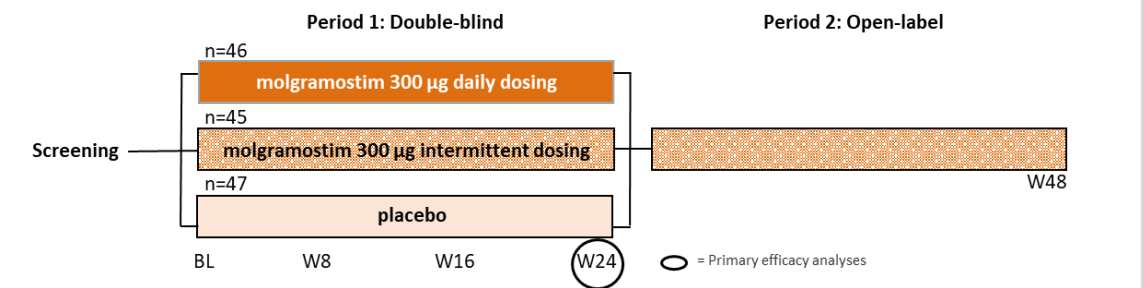 Period 1: Double-blind
Period 2: Open-label
n=46
molgramostim 300 µg daily dosing
n=45
Screening
molgramostim 300 µg intermittent dosing
n=47
W48
placebo
BL
W8
W16
W24
= Primary efficacy analyses